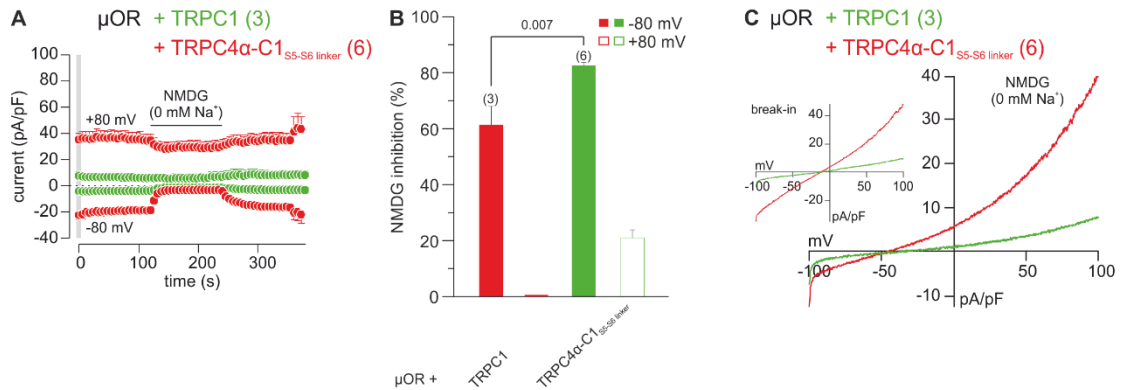 A
μOR + TRPC1 (3)
+ TRPC4α-C1S5-S6 linker (6)
current (pA/pF)
100
80
60
40
20
0
-20
-40
+80 mV
NMDG
(0 mM Na+)
-80 mV
0 100 200 300
time (s)
B
NMDG inhibition (%)
100
80
60
40
20
0
0.007
(3)
(6)
-80 mV
+80 mV
μOR + TRPC1
TRPC4α-C1S5-S6 linker
C
μOR + TRPC1 (3)
+ TRPC4α-C1S5-S6 linker (6)
NMDG
(0 mM Na+)
break-in
40
20
mV
-100 -50 50 100
-20
pA/pF
40
30
20
10
mV
-100 -50 0 50 100
-10
pA/pF